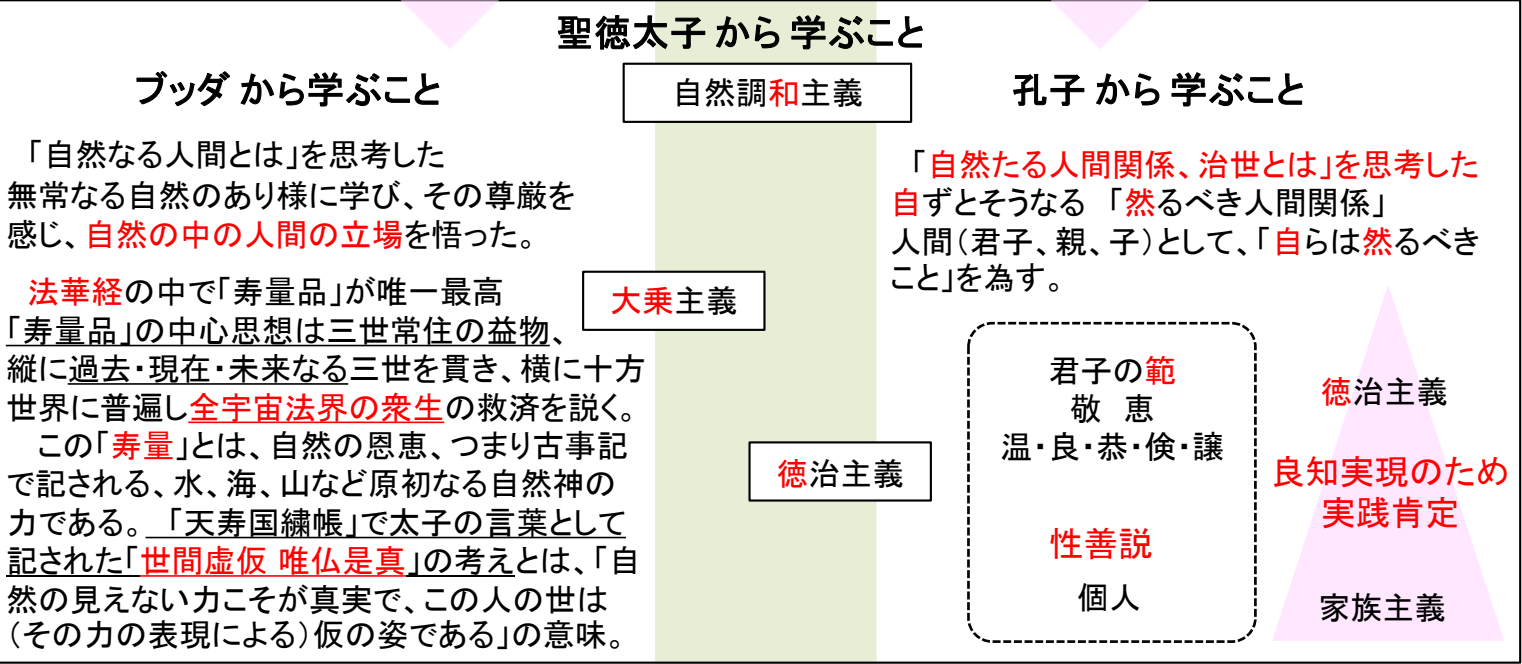 聖徳太子 から 学ぶこと
ブッダ から学ぶこと
自然調和主義
孔子 から 学ぶこと
「自然なる人間とは」を思考した
無常なる自然のあり様に学び、その尊厳を
感じ、自然の中の人間の立場を悟った。
法華経の中で「寿量品」が唯一最高
「寿量品」の中心思想は三世常住の益物、
縦に過去・現在・未来なる三世を貫き、横に十方
世界に普遍し全宇宙法界の衆生の救済を説く。
この「寿量」とは、自然の恩恵、つまり古事記
で記される、水、海、山など原初なる自然神の
力である。「天寿国繍帳」で太子の言葉として
記された「世間虚仮 唯仏是真」の考えとは、「自
然の見えない力こそが真実で、この人の世は
(その力の表現による)仮の姿である」の意味。
大乗主義
徳治主義
「自然たる人間関係、治世とは」を思考した
自ずとそうなる 「然るべき人間関係」
人間(君子、親、子)として、「自らは然るべき
こと」を為す。
君子の範
敬 恵
温・良・恭・倹・譲
性善説
個人
徳治主義
良知実現のため
実践肯定
家族主義